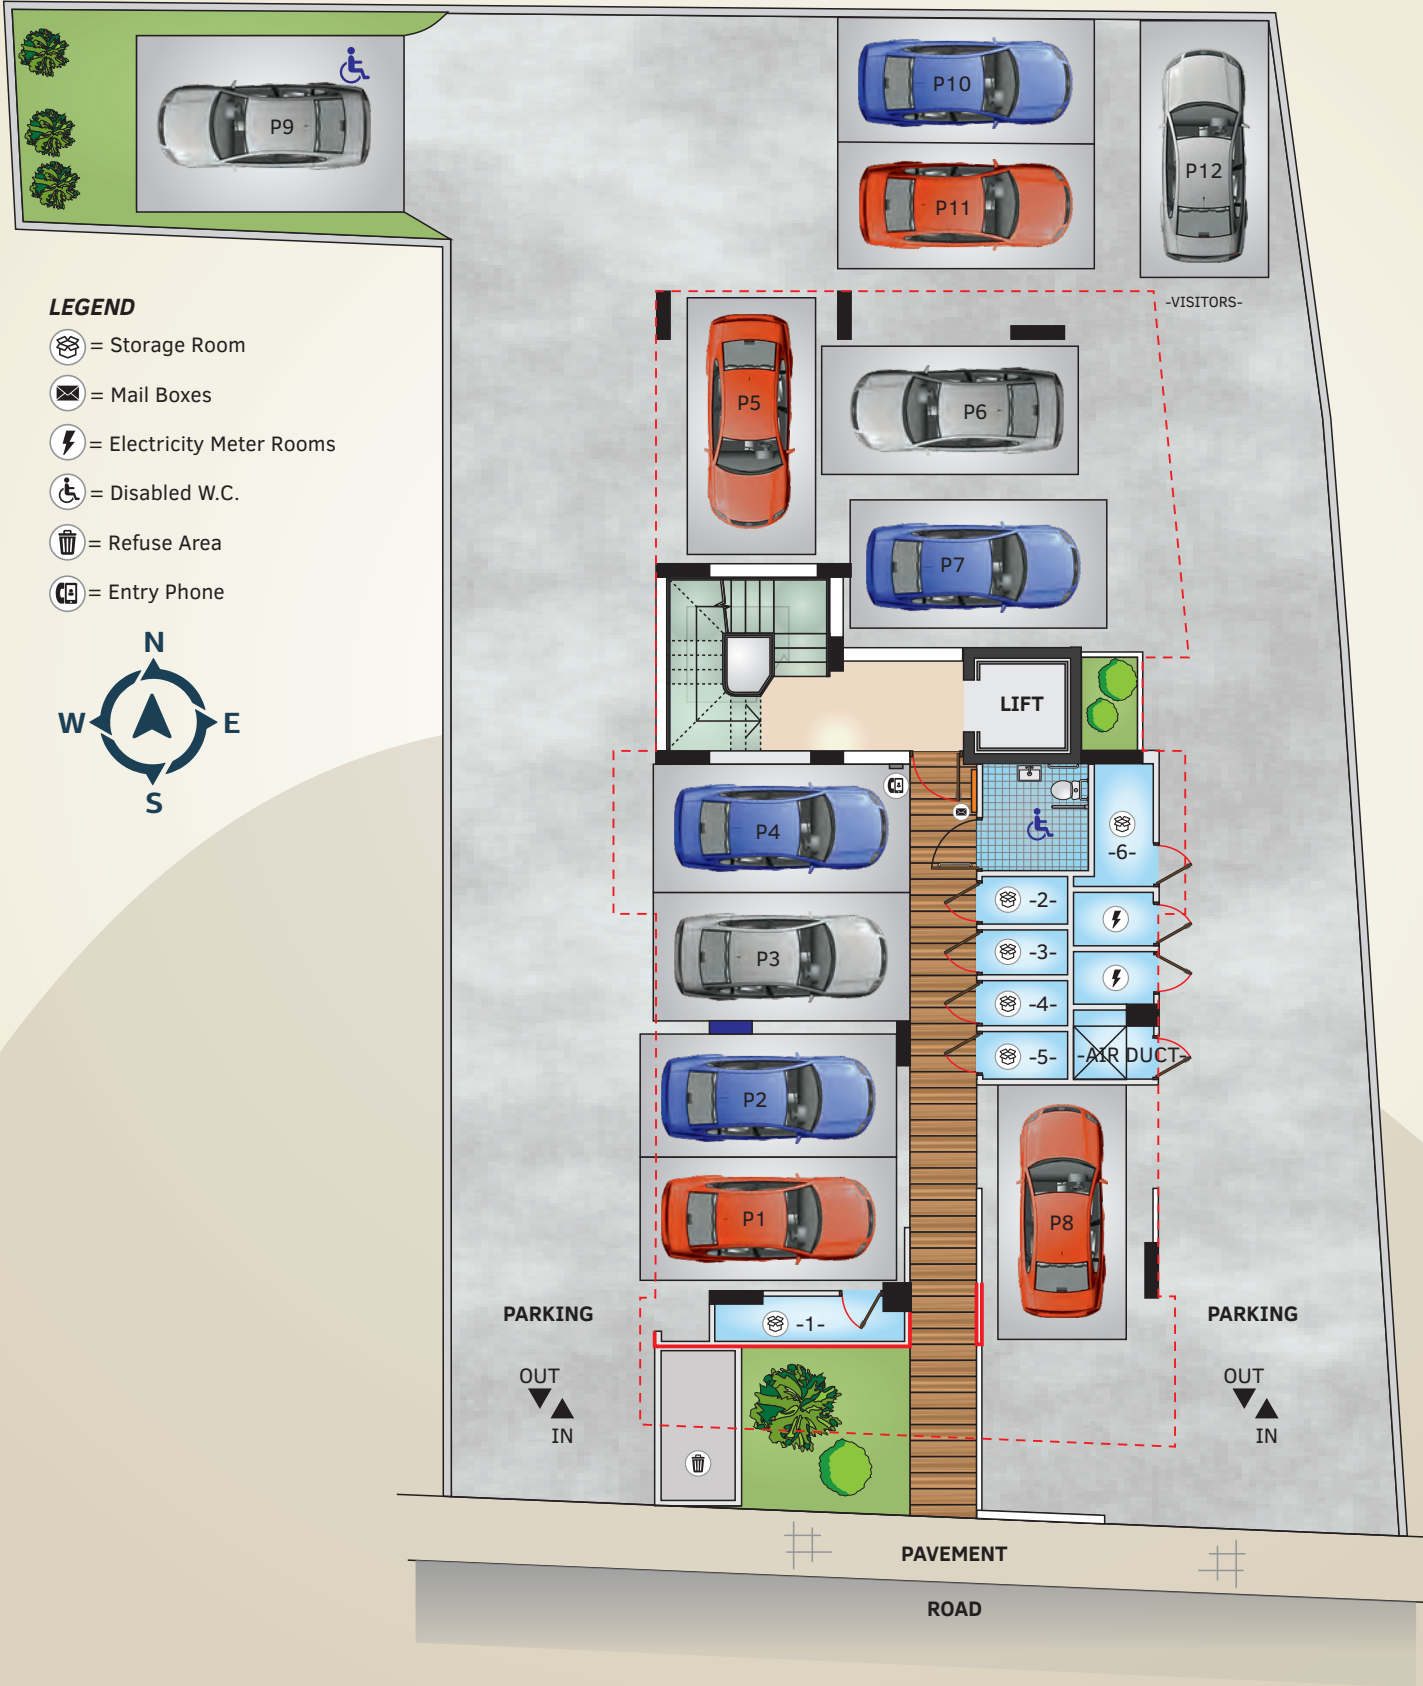 P9
P10
P11
P12
-VISITORS-
LEGEND
= Storage Room
= Mail Boxes
= Electricity Meter Rooms
= Disabled W.C.
= Refuse Area
= Entry Phone
N
W E
S
P5
P6
P7
LIFT
P4
-6-
-2-
P3
-3-
-4-
-5-
-AIR DUCT-
P2
P1
P8
-1-
PARKING
OUT
IN
PARKING
OUT
IN
PAVEMENT
ROAD